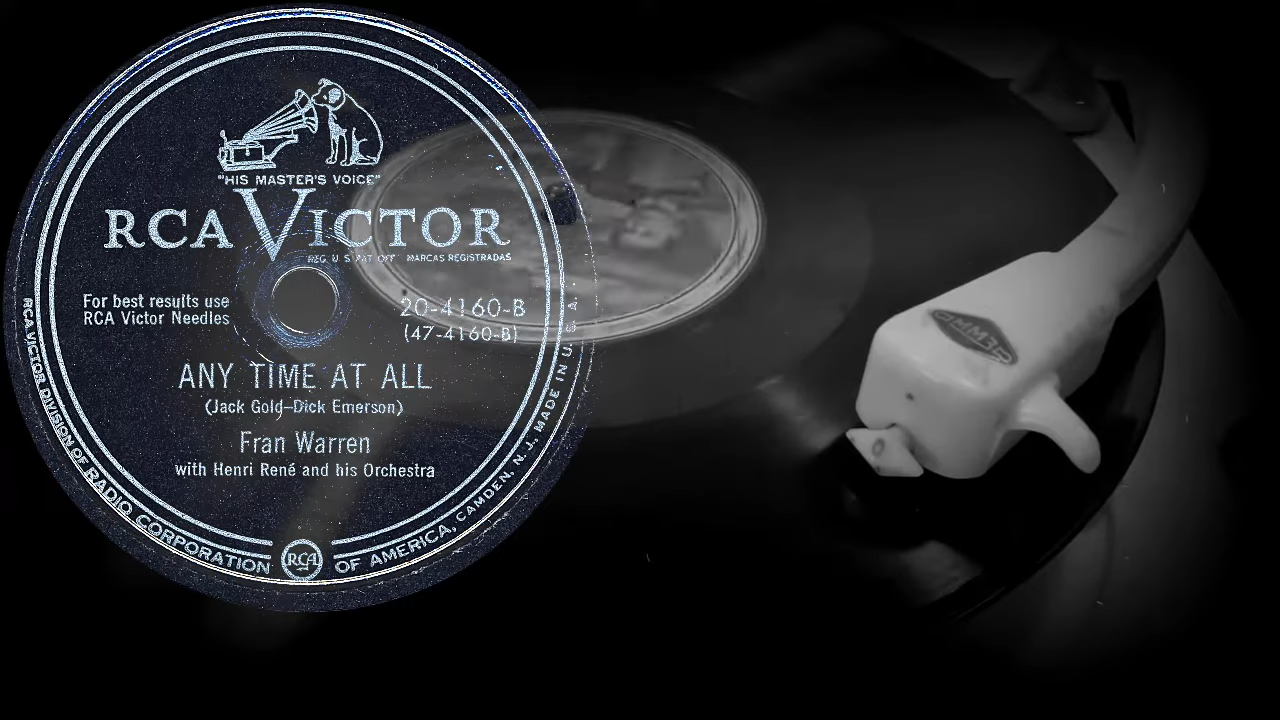 "HIS MASTER'S VOICE"
RCA VICTOR
REG. U. S. PAT. OFF. MARCAS REGISTRADAS
For best results use
RCA Victor Needles
20-4160-B
(47-4160-B)
ANY TIME AT ALL
(Jack Gold-Dick Emerson)
Fran Warren
with Henri René and his Orchestra
RCA VICTOR DIVISION OF RADIO CORPORATION OF AMERICA, CAMDEN, N. J. MADE IN U. S. A.
RCA